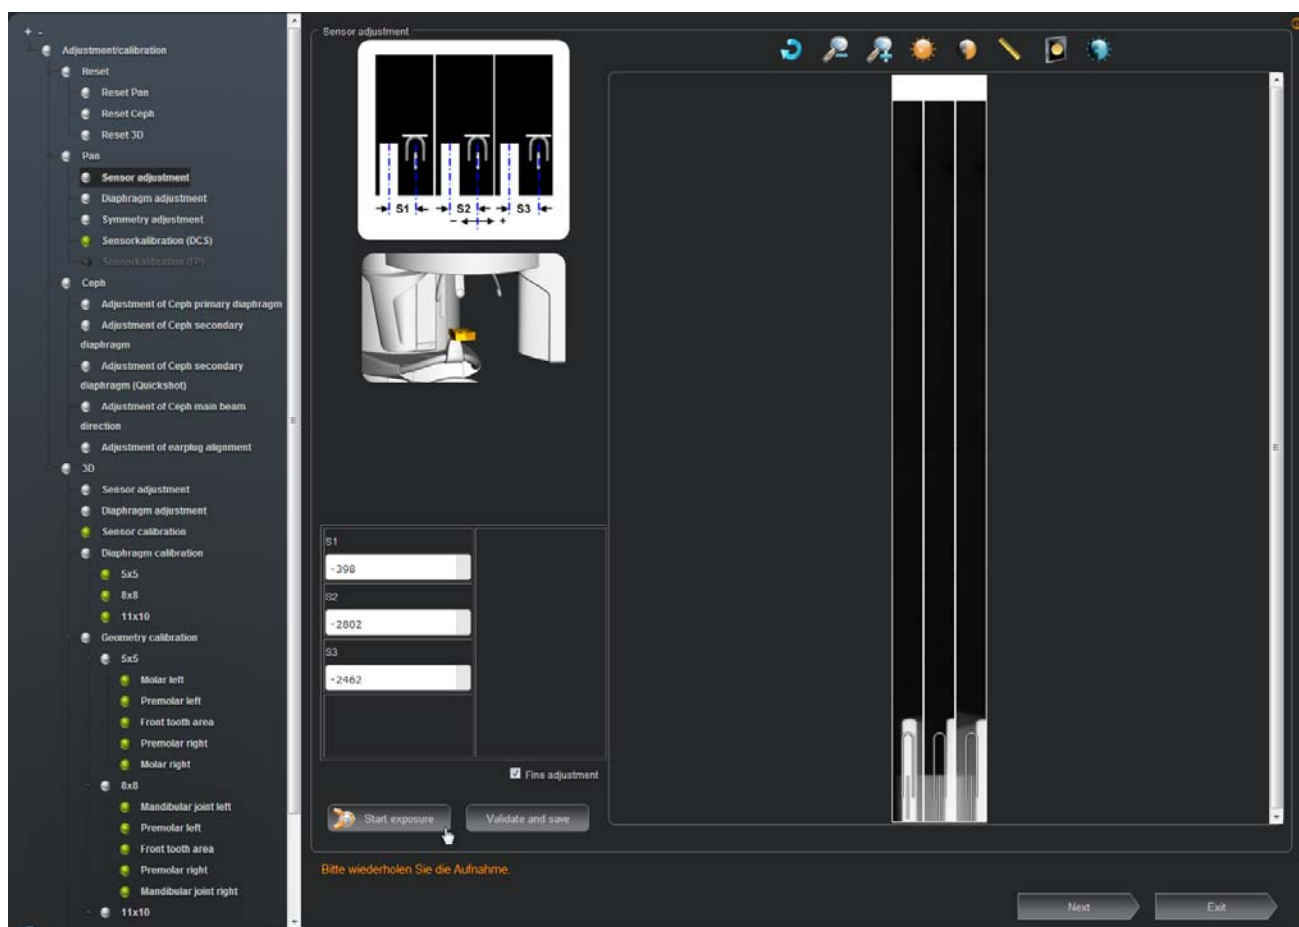 + -
Adjustment/calibration
Reset
Reset Pan
Reset Ceph
Reset 3D
Pan
Sensor adjustment
Diaphragm adjustment
Symmetry adjustment
Sensorkalibration (DCS)
Sensorkalibration (FP)
Ceph
Adjustment of Ceph primary diaphragm
Adjustment of Ceph secondary
diaphragm
Adjustment of Ceph secondary
diaphragm (Quickshot)
Adjustment of Ceph main beam
direction
Adjustment of earplug alignment
3D
Sensor adjustment
Diaphragm adjustment
Sensor calibration
Diaphragm calibration
5x5
8x8
11x10
Geometry calibration
5x5
Molar left
Premolar left
Front tooth area
Premolar right
Molar right
8x8
Mandibular joint left
Premolar left
Front tooth area
Premolar right
Mandibular joint right
11x10
Sensor adjustment
S1 S2 S3
- +
S1
-398
S2
-2802
S3
-2462
Fine adjustment
Start exposure
Validate and save
Bitte wiederholen Sie die Aufnahme.
Next
Exit